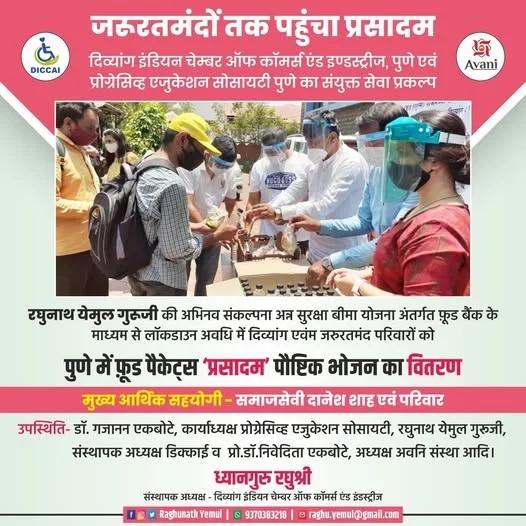 जरूरतमंदों तक पहुंचा प्रसादम
DICCAI
दिव्यांग इंडियन चेम्बर ऑफ कॉमर्स एंड इण्डस्ट्रीज, पुणे एवं
Avani
प्रोग्रेसिव्ह एजुकेशन सोसायटी पुणे का संयुक्त सेवा प्रकल्प
रघुनाथ येमुल गुरूजी की अभिनव संकल्पना अन्न सुरक्षा बीमा योजना अंतर्गत फ़ूड बैंक के
माध्यम से लॉकडाउन अवधि में दिव्यांग एवंम जरुरतमंद परिवारों को
पुणे में फ़ूड पैकेट्स ‘प्रसादम’ पौष्टिक भोजन का वितरण
मुख्य आर्थिक सहयोगी - समाजसेवी दानेश शाह एवं परिवार
उपस्थिति- डॉ. गजानन एकबोटे, कार्याध्यक्ष प्रोग्रेसिव्ह एजुकेशन सोसायटी, रघुनाथ येमुल गुरूजी,
संस्थापक अध्यक्ष डिक्काई व प्रो.डॉ.निवेदिता एकबोटे, अध्यक्ष अवनि संस्था आदि।
ध्यानगुरु रघुश्री
संस्थापक अध्यक्ष - दिव्यांग इंडियन चेम्बर ऑफ कॉमर्स एंड इंडस्ट्रीज
Raghunath Yemul | 9370383218 | raghu.yemul@gmail.com